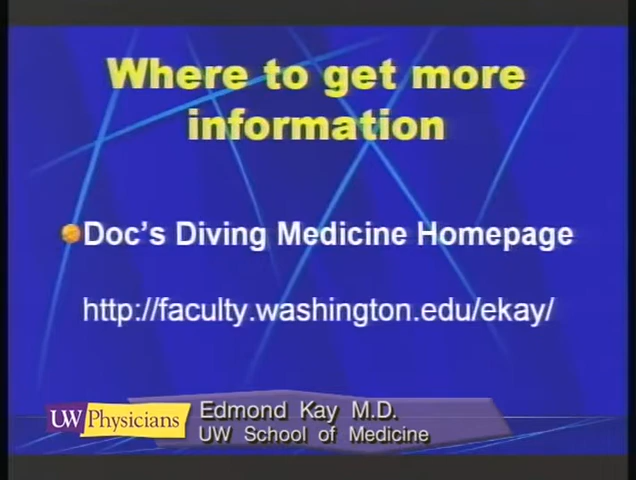 Where to get more
information
Doc's Diving Medicine Homepage
http://faculty.washington.edu/ekay/
UW Physicians
Edmond Kay M.D.
UW School of Medicine